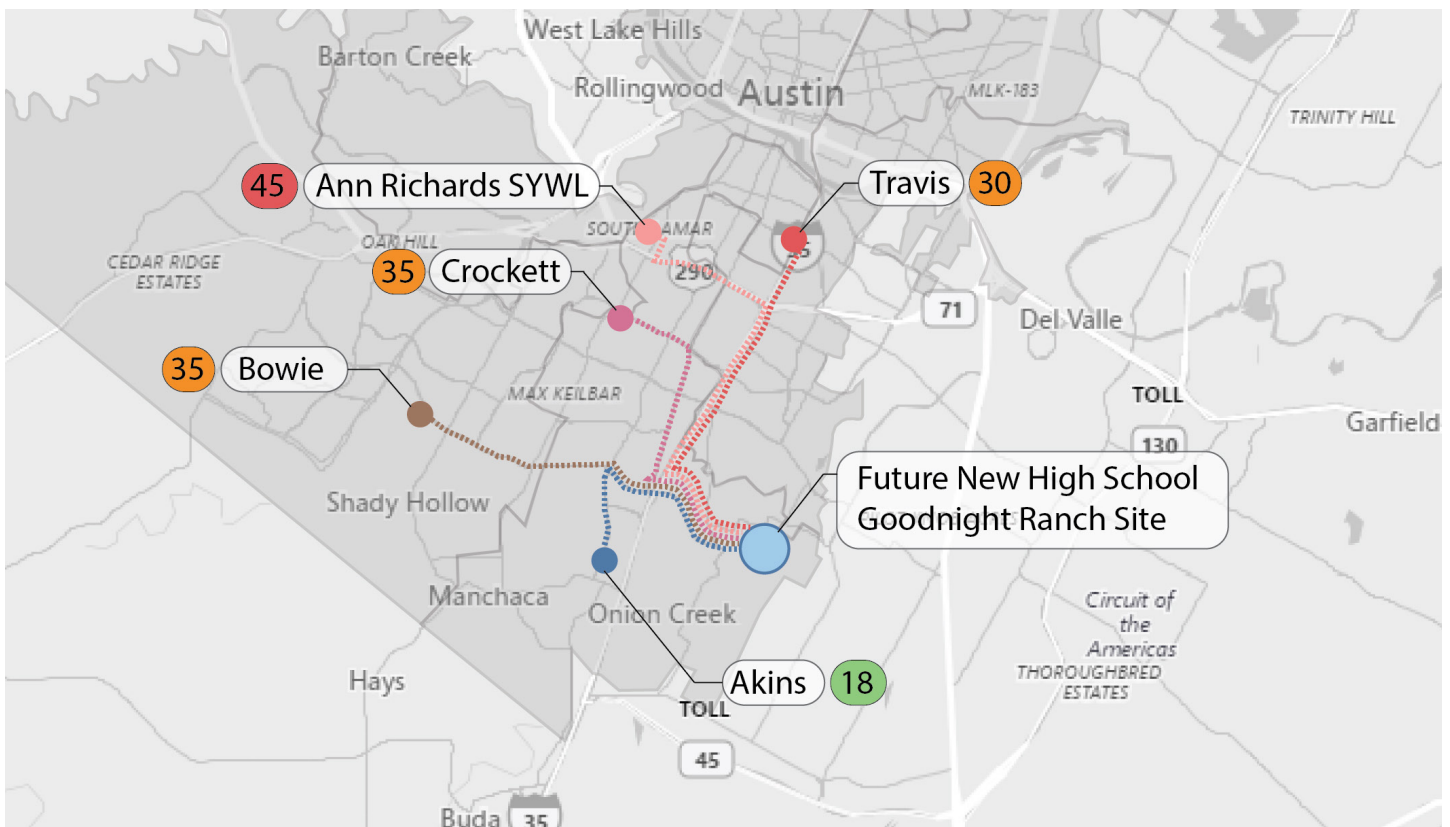 West Lake Hills
Barton Creek
Rollingwood
Austin
MLK-183
TRINITY HILL
45
Ann Richards SYWL
Travis
30
OAK HILL
CEDAR RIDGE
ESTATES
35
Crockett
290
71
Del Valle
35
Bowie
MAX KEILBAR
TOLL
130
Garfield
Shady Hollow
Future New High School
Goodnight Ranch Site
Manchaca
Onion Creek
Circuit of
the
Americas
THOROUGHBRED
ESTATES
Hays
Akins
18
TOLL
45
Buda
35